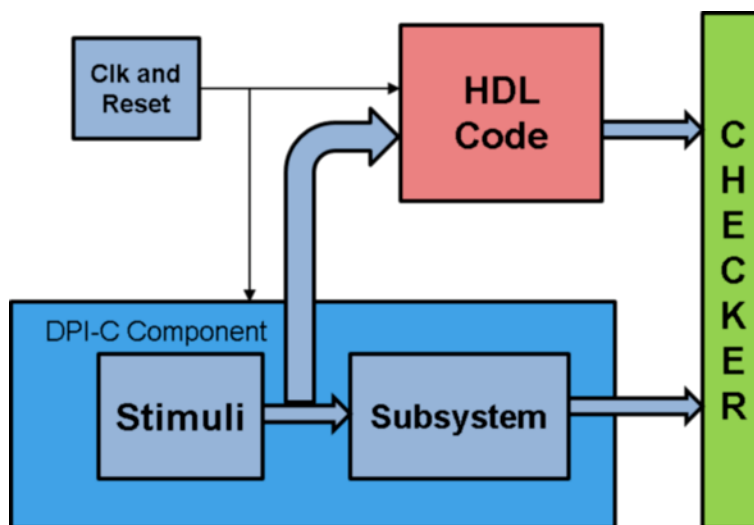 Clk and
Reset
HDL
Code
DPI-C Component
Stimuli
Subsystem
C
H
E
C
K
E
R